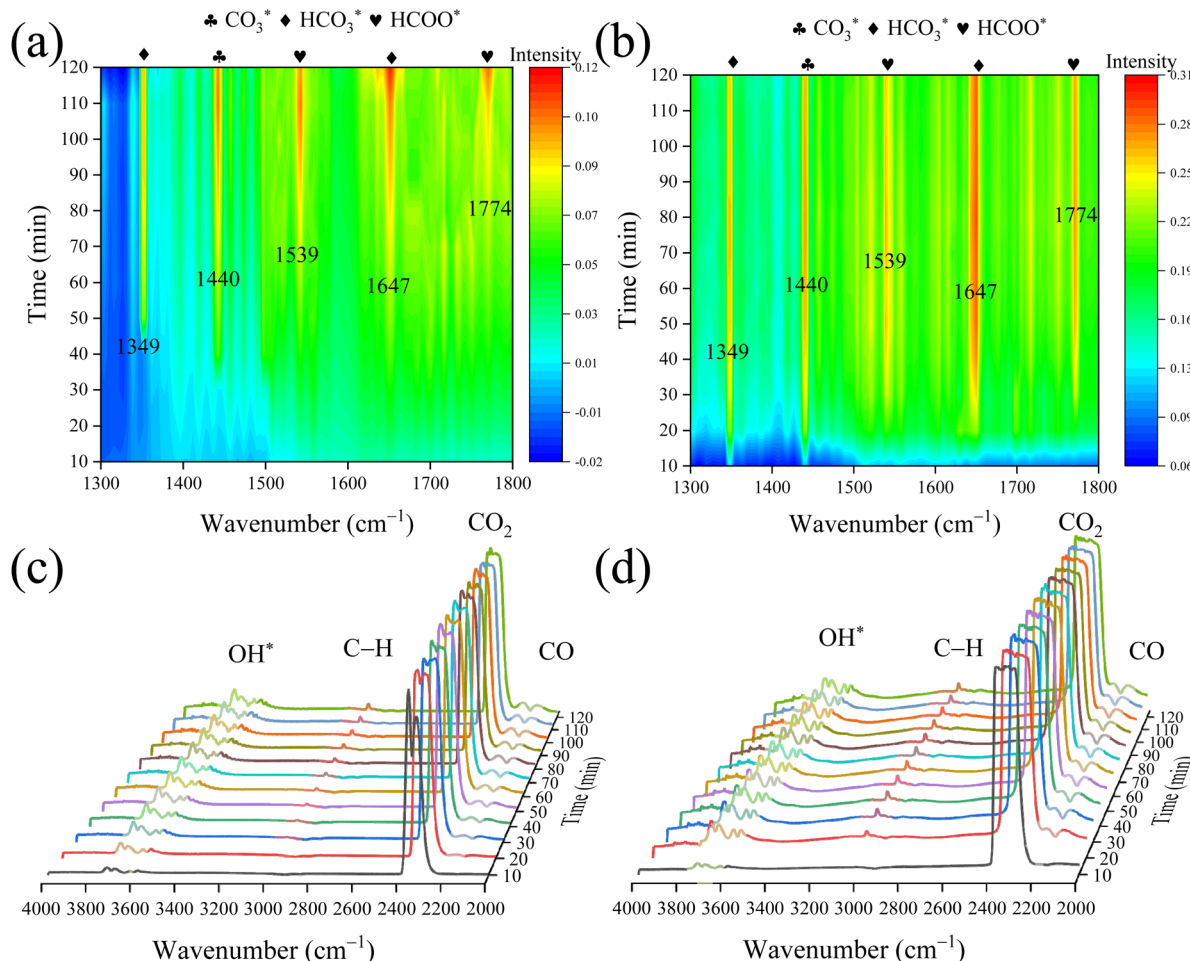 (a)
♣ CO₃* ♦ HCO₃* ♥ HCOO*
♦ ♣ ♥ ♦ ♥
Intensity
120
110
100
90
80
70
60
50
40
30
20
10
Time (min)
1349
1440
1539
1647
1774
0.12
0.10
0.09
0.07
0.05
0.03
0.01
-0.01
-0.02
1300 1400 1500 1600 1700 1800
Wavenumber (cm⁻¹)
(b)
♣ CO₃* ♦ HCO₃* ♥ HCOO*
♦ ♣ ♥ ♦ ♥
Intensity
120
110
100
90
80
70
60
50
40
30
20
10
Time (min)
1349
1440
1539
1647
1774
0.31
0.28
0.25
0.22
0.19
0.16
0.13
0.09
0.06
1300 1400 1500 1600 1700 1800
Wavenumber (cm⁻¹)
(c)
CO₂
OH*
C−H
CO
120
110
100
90
80
70
60
50
40
30
20
10
Time (min)
4000 3800 3600 3400 3200 3000 2800 2600 2400 2200 2000
Wavenumber (cm⁻¹)
(d)
CO₂
OH*
C−H
CO
120
110
100
90
80
70
60
50
40
30
20
10
Time (min)
4000 3800 3600 3400 3200 3000 2800 2600 2400 2200 2000
Wavenumber (cm⁻¹)